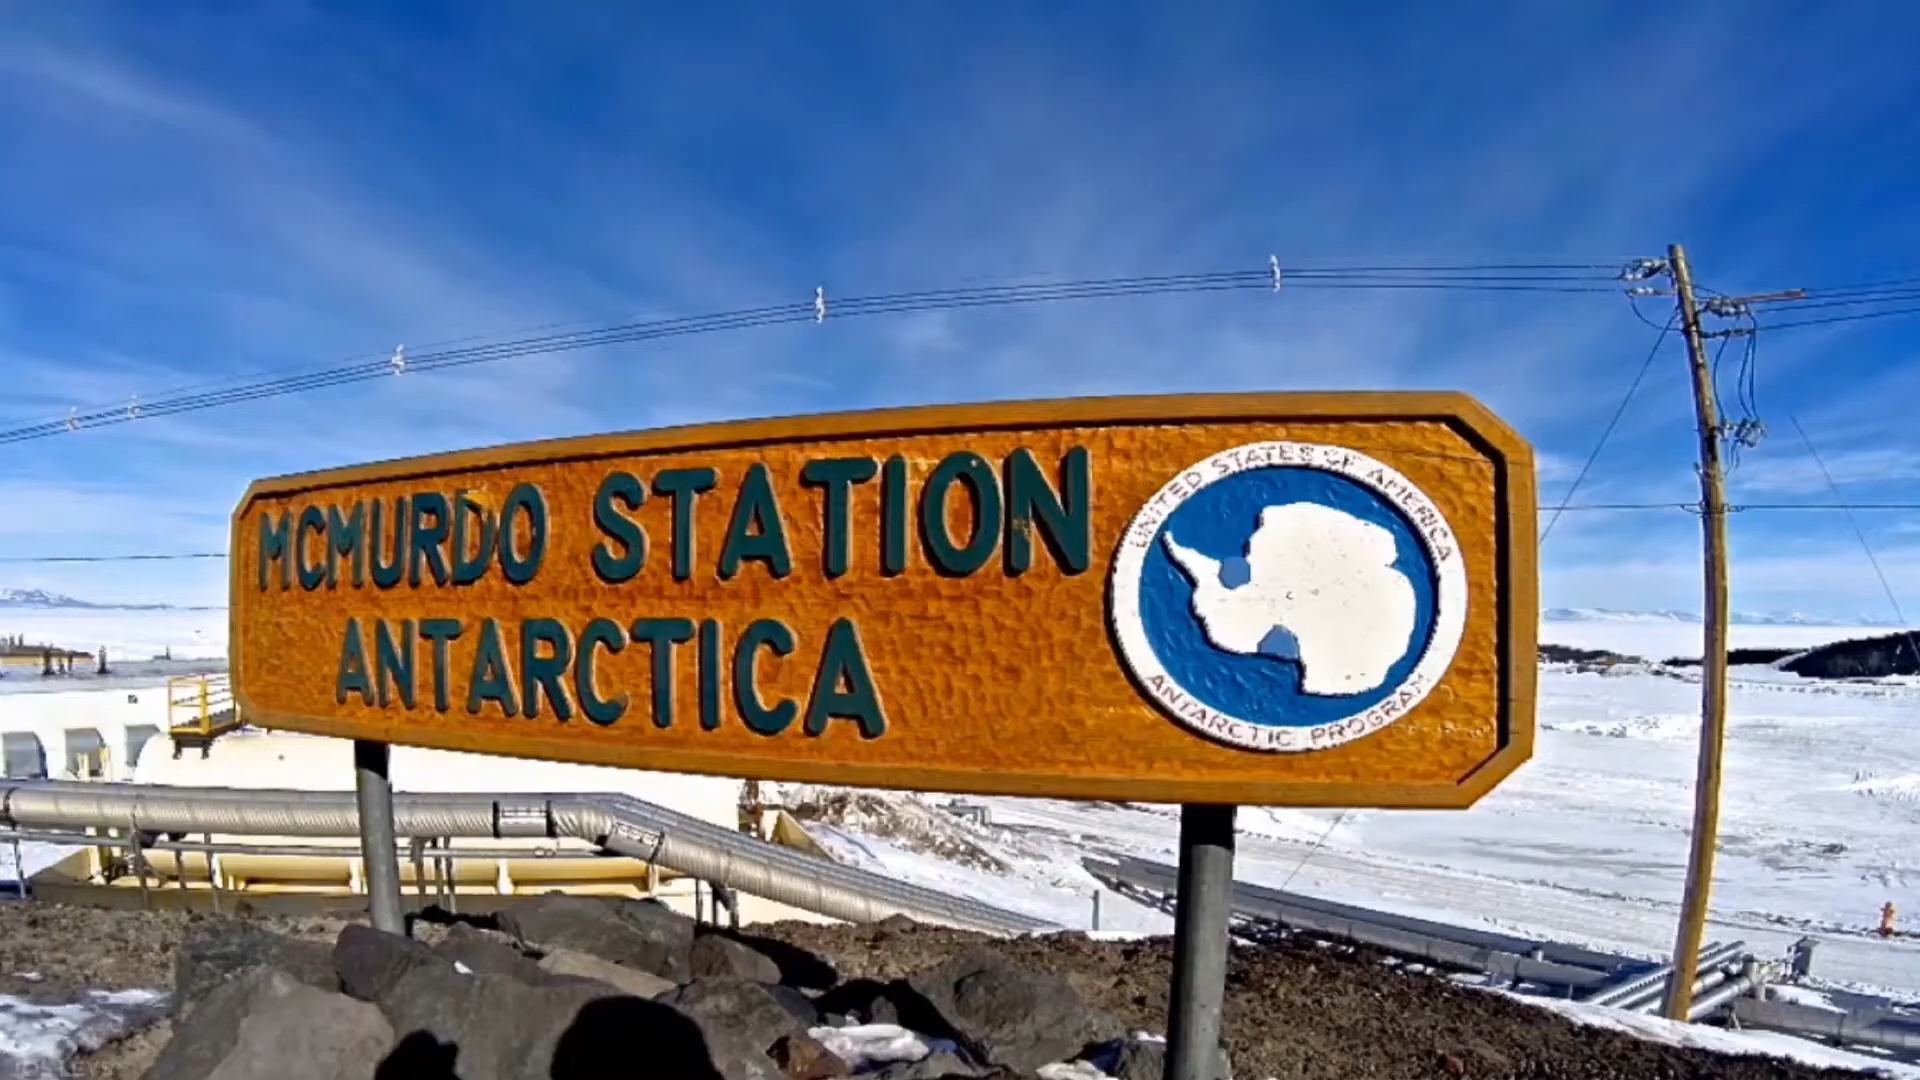 MCMURDO STATION
ANTARCTICA
UNITED STATES OF AMERICA
ANTARCTIC PROGRAM